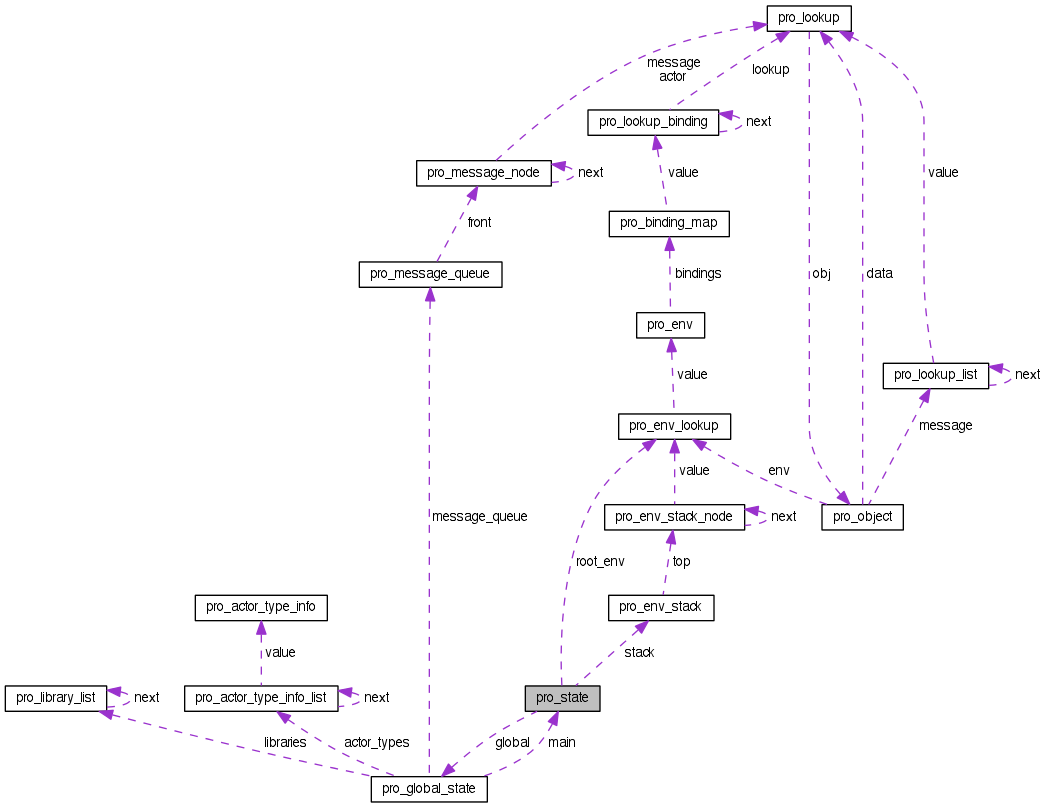 pro_lookup
message
actor
lookup
pro_lookup_binding
next
pro_message_node
next
value
value
pro_binding_map
front
pro_message_queue
bindings
obj
data
pro_env
value
pro_lookup_list
next
pro_env_lookup
message
value
env
message_queue
pro_env_stack_node
next
pro_object
root_env
top
pro_actor_type_info
pro_env_stack
value
stack
pro_library_list
next
pro_actor_type_info_list
next
pro_state
libraries
actor_types
global
main
pro_global_state